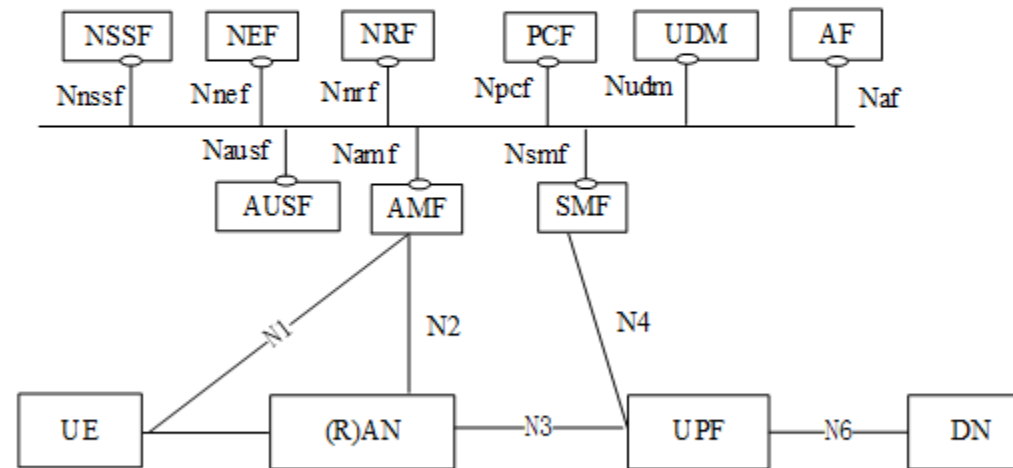 NSSF NEF NRF PCF UDM AF
Nnssf Nnef Nnrf Npcf Nudm Naf
Nausf Namf Nsmf
AUSF AMF SMF
N1 N2 N4
UE (R)AN N3 UPF N6 DN